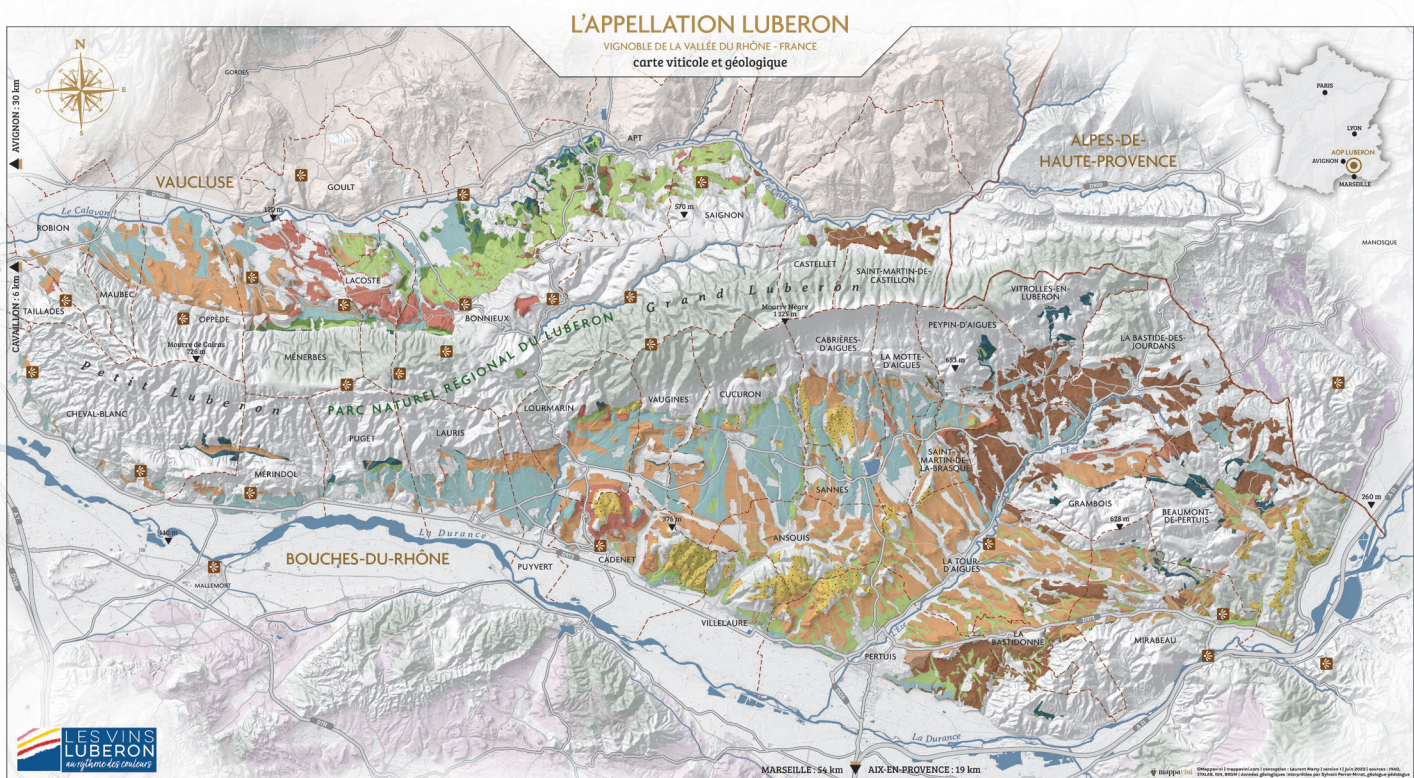 L'APPELLATION LUBERON
VIGNOBLE DE LA VALLÉE DU RHÔNE - FRANCE
carte viticole et géologique
N
O
E
S
AVIGNON : 30 km
CAVAILLON : 6 km
GORDES
APT
VAUCLUSE
GOULT
ALPES-DE-
HAUTE-PROVENCE
PARIS
LYON
AOP LUBERON
AVIGNON
MARSEILLE
MANOSQUE
Le Calavon
120 m
ROBION
570 m
SAIGNON
LACOSTE
CASTELLET
SAINT-MARTIN-DE-
CASTILLON
VITROLLES-EN-
LUBERON
MAUBEC
TAILLADES
OPPÈDE
BONNIEUX
Grand Luberon
Mourre Nègre
1 125 m
PEYPIN-D'AIGUES
LA BASTIDE-DES-
JOURDANS
Mourre de Cairas
726 m
MÉNERBES
CABRIÈRES-
D'AIGUES
LA MOTTE-
D'AIGUES
653 m
Petit Luberon
PARC NATUREL RÉGIONAL DU LUBERON
CUCURON
VAUGINES
LOURMARIN
CHEVAL-BLANC
PUGET
LAURIS
MÉRINDOL
SAINT-
MARTIN-DE-
LA-BRASQUE
SANNES
GRAMBOIS
BEAUMONT-
DE-PERTUIS
628 m
260 m
376 m
ANSOUIS
CADENET
LA TOUR
D'AIGUES
La Durance
BOUCHES-DU-RHÔNE
PUYVERT
MALLEMORT
VILLELAURE
PERTUIS
L'Èze
LA
BASTIDONNE
MIRABEAU
La Durance
LES VINS
LUBERON
au rythme des couleurs
MARSEILLE : 54 km
AIX-EN-PROVENCE : 19 km
mappavini